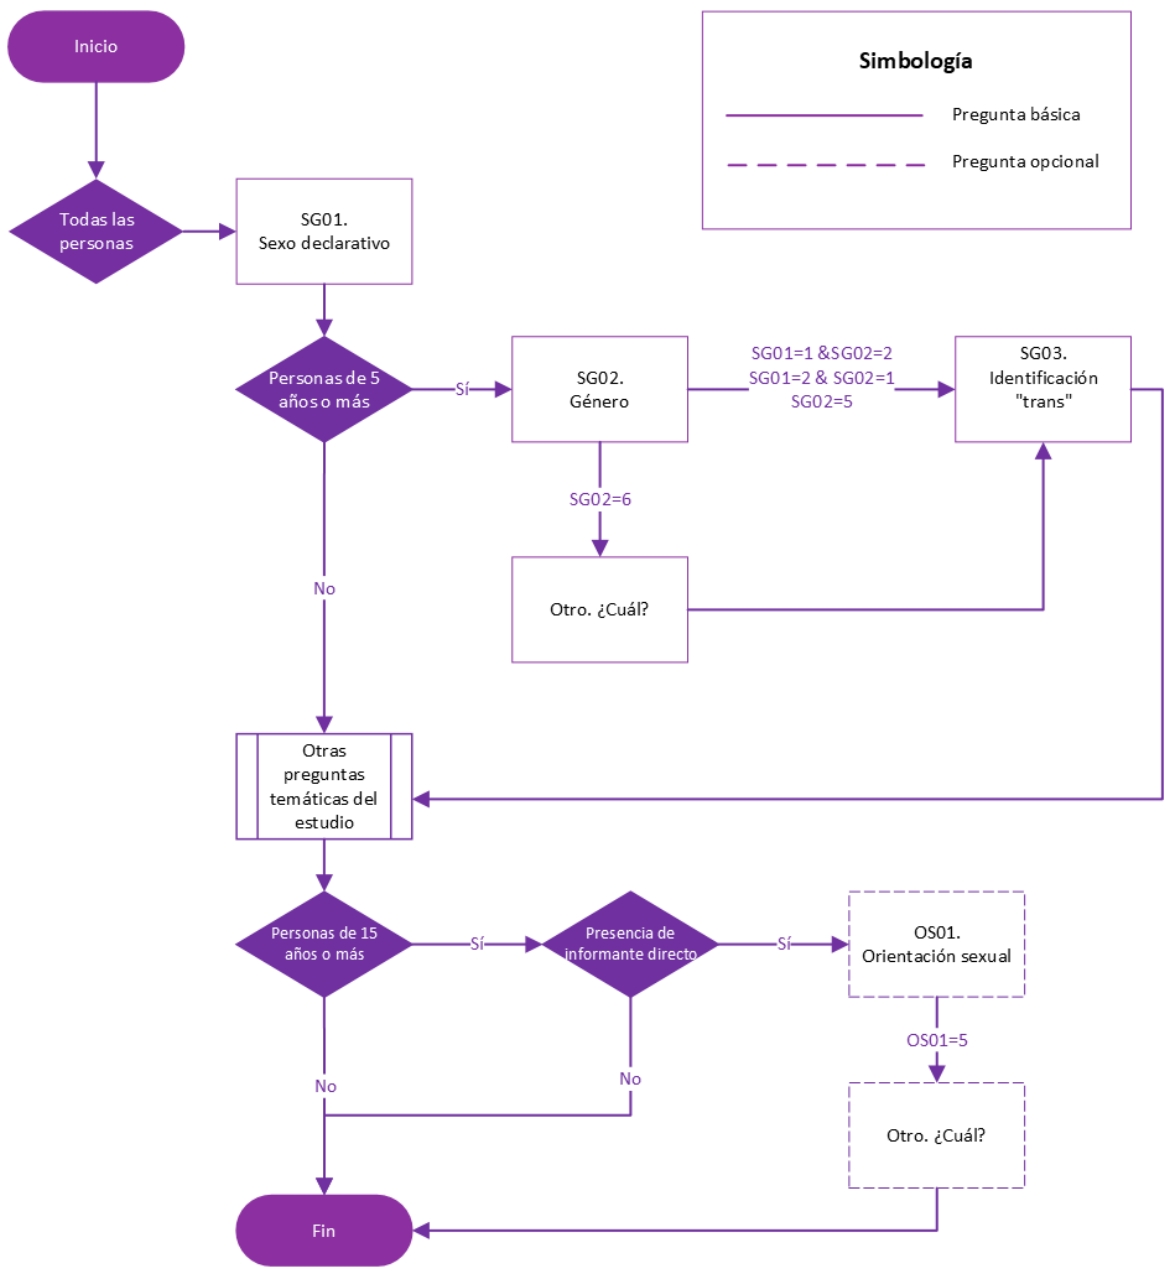 Inicio
Simbología
Pregunta básica
Pregunta opcional
Todas las
personas
SG01.
Sexo declarativo
Personas de 5
años o más
Sí
SG02.
Género
SG01=1 &SG02=2
SG01=2 & SG02=1
SG02=5
SG03.
Identificación
"trans"
SG02=6
No
Otro. ¿Cuál?
Otras
preguntas
temáticas del
estudio
Personas de 15
años o más
Sí
Presencia de
informante directo
Sí
OS01.
Orientación sexual
OS01=5
No
No
Otro. ¿Cuál?
Fin